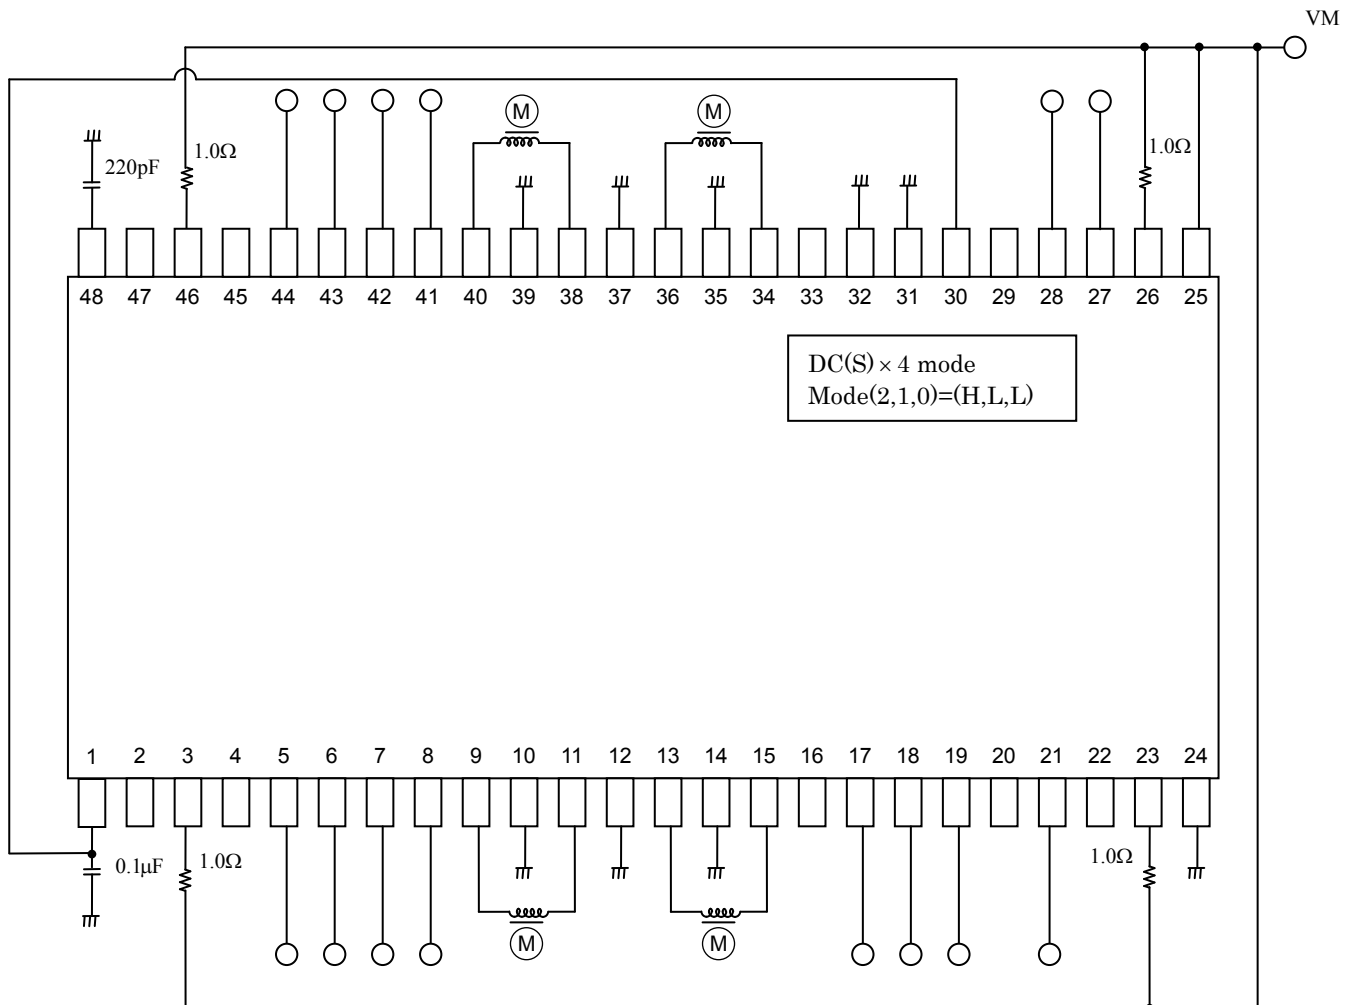 VM
M
M
1.0Ω
1.0Ω
220pF
48 47 46 45 44 43 42 41 40 39 38 37 36 35 34 33 32 31 30 29 28 27 26 25
DC(S) × 4 mode
Mode(2,1,0)=(H,L,L)
1 2 3 4 5 6 7 8 9 10 11 12 13 14 15 16 17 18 19 20 21 22 23 24
0.1μF
1.0Ω
1.0Ω
M
M